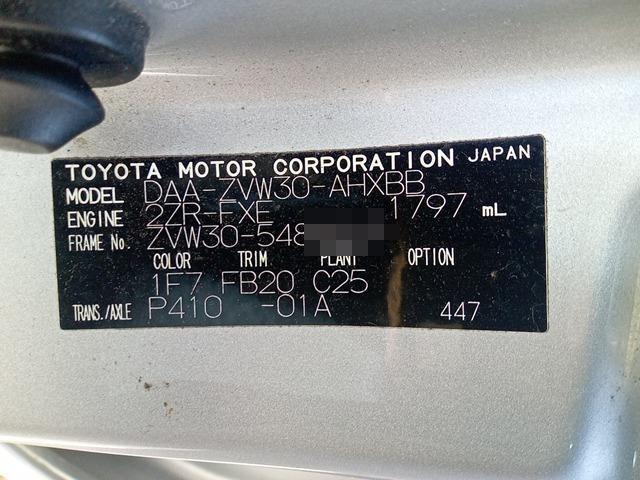 TOYOTA MOTOR CORPORATION JAPAN
MODEL DAA-ZVW30-AHXBB
ENGINE 2ZR-FXE 1797 mL
FRAME No. ZVW30-548
COLOR TRIM PLANT OPTION
1F7 FB20 C25
TRANS./AXLE P410 -01A 447